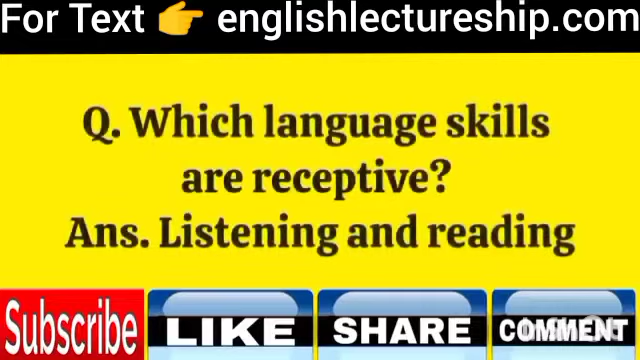 For Text 👉 englishlectureship.com
Q. Which language skills
are receptive?
Ans. Listening and reading
Subscribe LIKE SHARE COMMENT